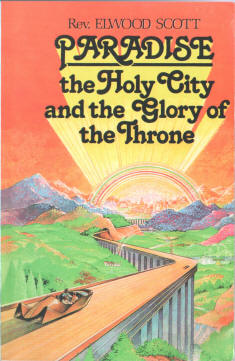 Rev. ELWOOD SCOTT
PARADISE
the Holy City
and the Glory of
the Throne